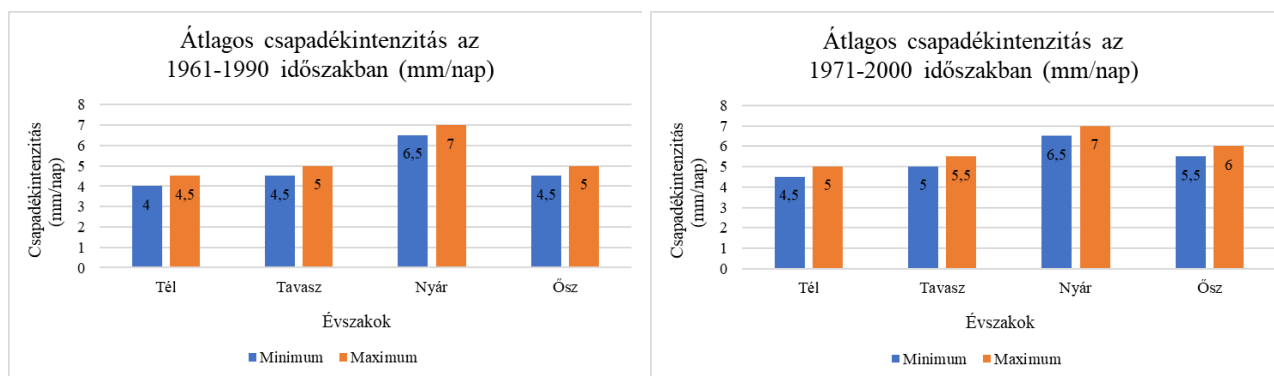 Átlagos csapadékintenzitás az
1961-1990 időszakban (mm/nap)
Csapadékintenzitás
(mm/nap)
8
7
6
5
4
3
2
1
0
4
4,5
4,5
5
6,5
7
4,5
5
Tél
Tavasz
Nyár
Ősz
Évszakok
Minimum
Maximum
Átlagos csapadékintenzitás az
1971-2000 időszakban (mm/nap)
Csapadékintenzitás
(mm/nap)
8
7
6
5
4
3
2
1
0
4,5
5
5
5,5
6,5
7
5,5
6
Tél
Tavasz
Nyár
Ősz
Évszakok
Minimum
Maximum